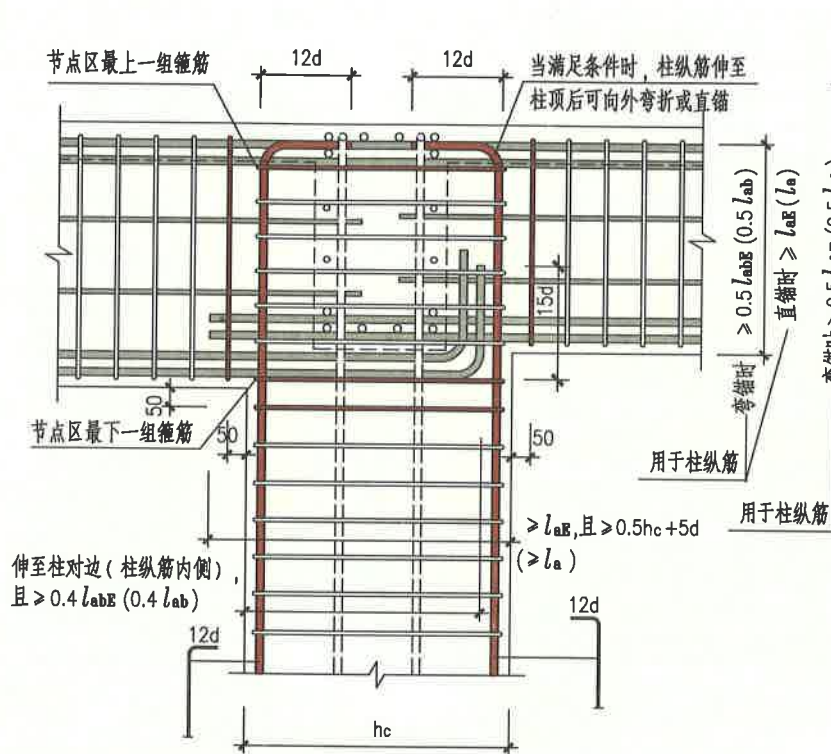 12d
12d
节点区最上一组箍筋
当满足条件时，柱纵筋伸至
柱顶后可向外弯折或直锚
≥0.5labE(0.5lab)
弯锚时
直锚时≥laE(la)
15d
50
节点区最下一组箍筋
50
50
用于柱纵筋
用于柱纵筋
≥laE,且≥0.5hc+5d
(≥la)
伸至柱对边(柱纵筋内侧),
且≥0.4labE(0.4lab)
12d
12d
hc